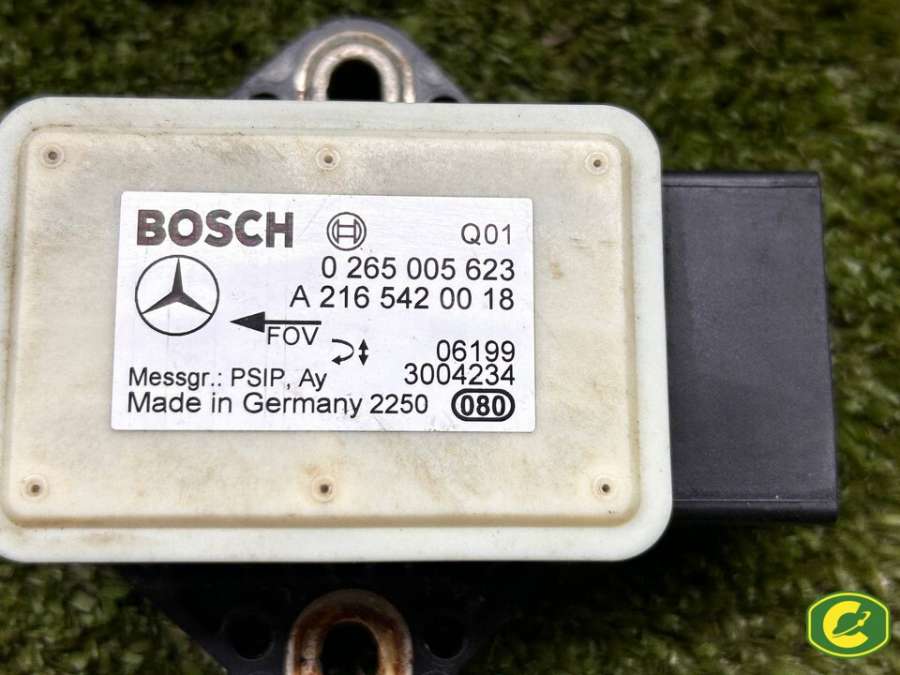 BOSCH Q01
0 265 005 623
A 216 542 00 18
FOV
06199
Messgr.: PSIP, Ay 3004234
Made in Germany 2250 080
C